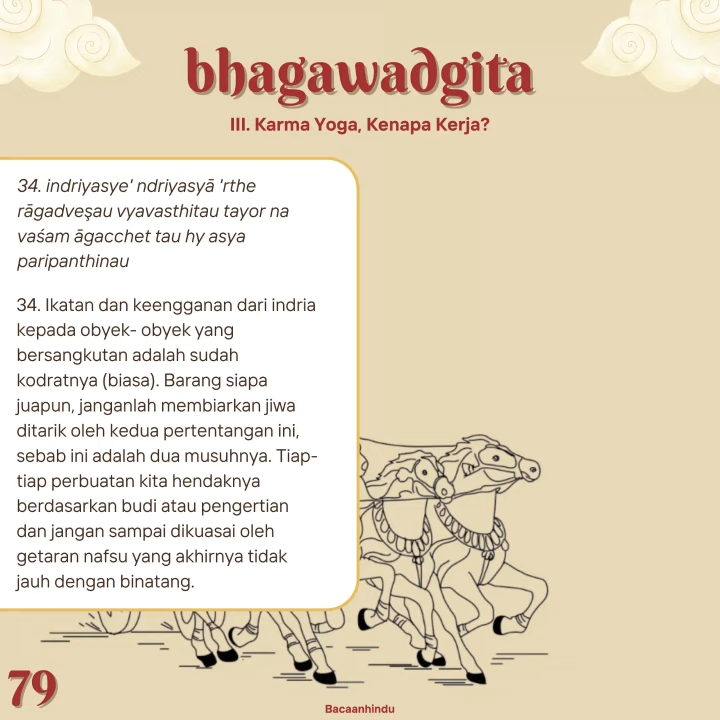 bhagawadgita
III. Karma Yoga, Kenapa Kerja?
34. indriyasye' ndriyasyā 'rthe
rāgadveşau vyavasthitau tayor na
vaśam āgacchet tau hy asya
paripanthinau
34. Ikatan dan keengganan dari indria
kepada obyek- obyek yang
bersangkutan adalah sudah
kodratnya (biasa). Barang siapa
juapun, janganlah membiarkan jiwa
ditarik oleh kedua pertentangan ini,
sebab ini adalah dua musuhnya. Tiap-
tiap perbuatan kita hendaknya
berdasarkan budi atau pengertian
dan jangan sampai dikuasai oleh
getaran nafsu yang akhirnya tidak
jauh dengan binatang.
79
Bacaanhindu